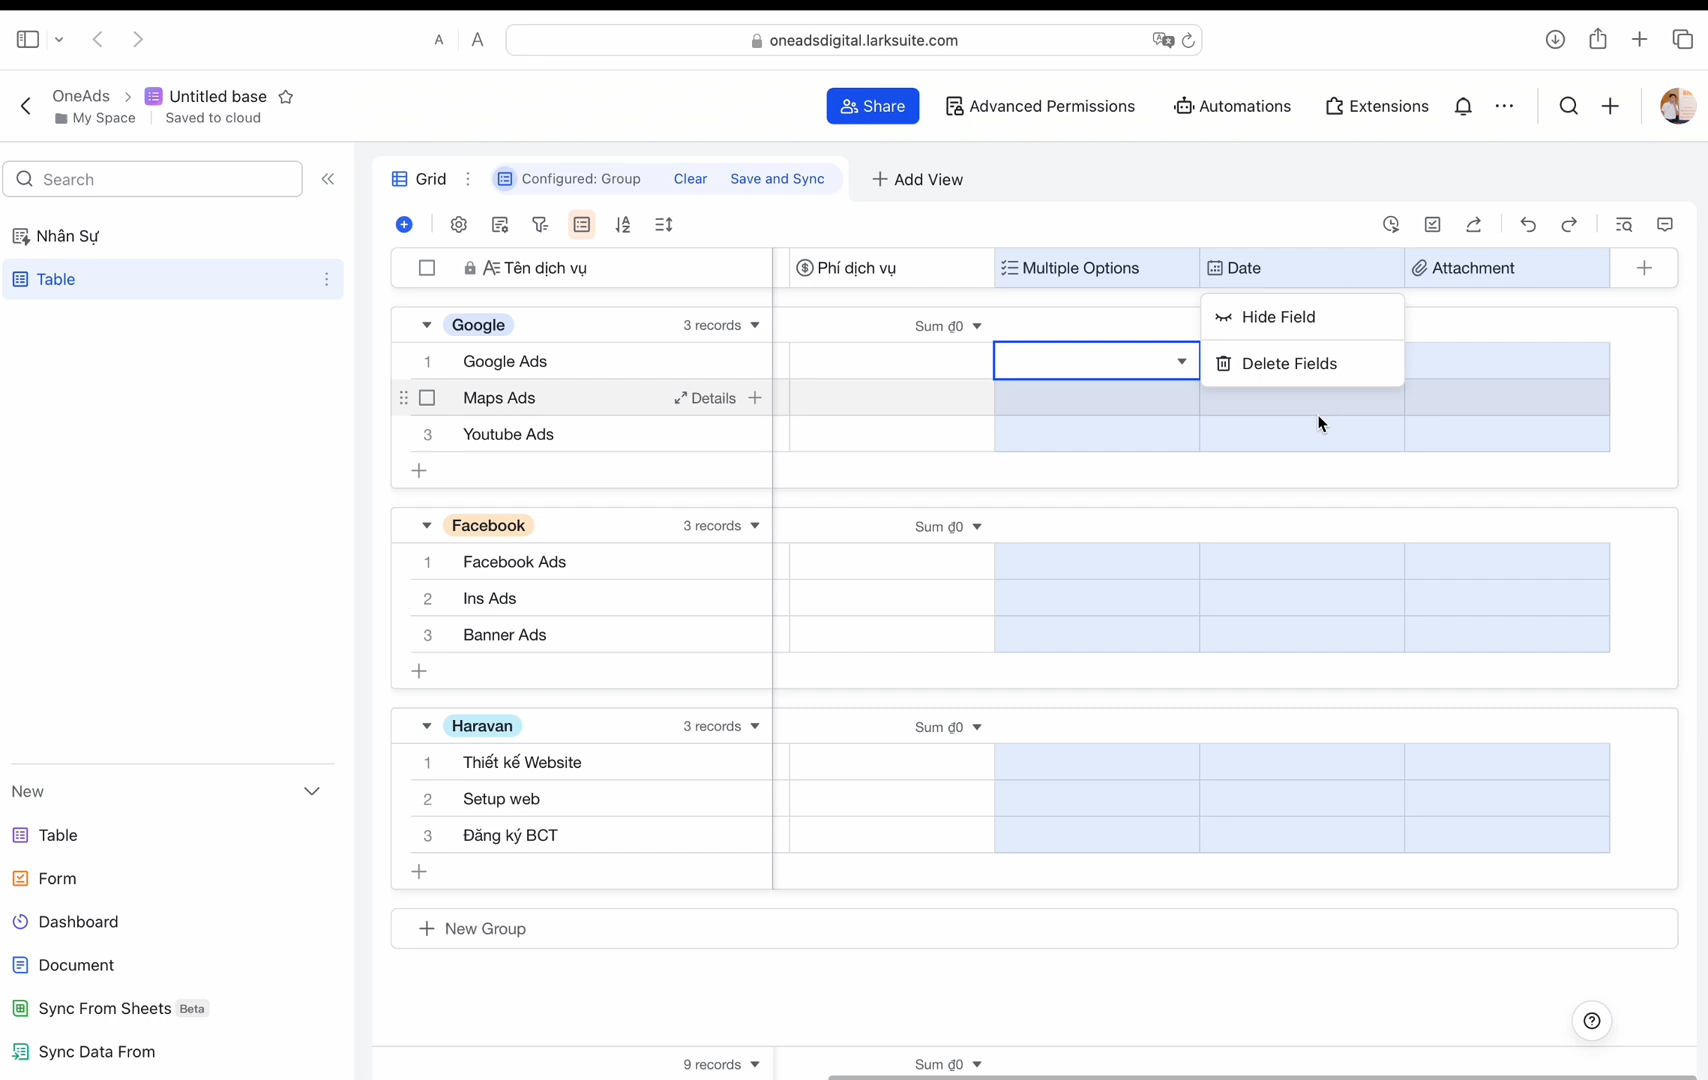 A A oneadsdigital.larksuite.com
OneAds > Untitled base
My Space Saved to cloud
Share Advanced Permissions Automations Extensions
Search
Grid Configured: Group Clear Save and Sync Add View
Nhân Sự
Table
Tên dịch vụ Phí dịch vụ Multiple Options Date Attachment
Google 3 records Sum ₫0
Hide Field
1 Google Ads
Delete Fields
Maps Ads Details
3 Youtube Ads
Facebook 3 records Sum ₫0
1 Facebook Ads
2 Ins Ads
3 Banner Ads
Haravan 3 records Sum ₫0
1 Thiết kế Website
2 Setup web
3 Đăng ký BCT
New Group
New
Table
Form
Dashboard
Document
Sync From Sheets Beta
Sync Data From
9 records Sum ₫0